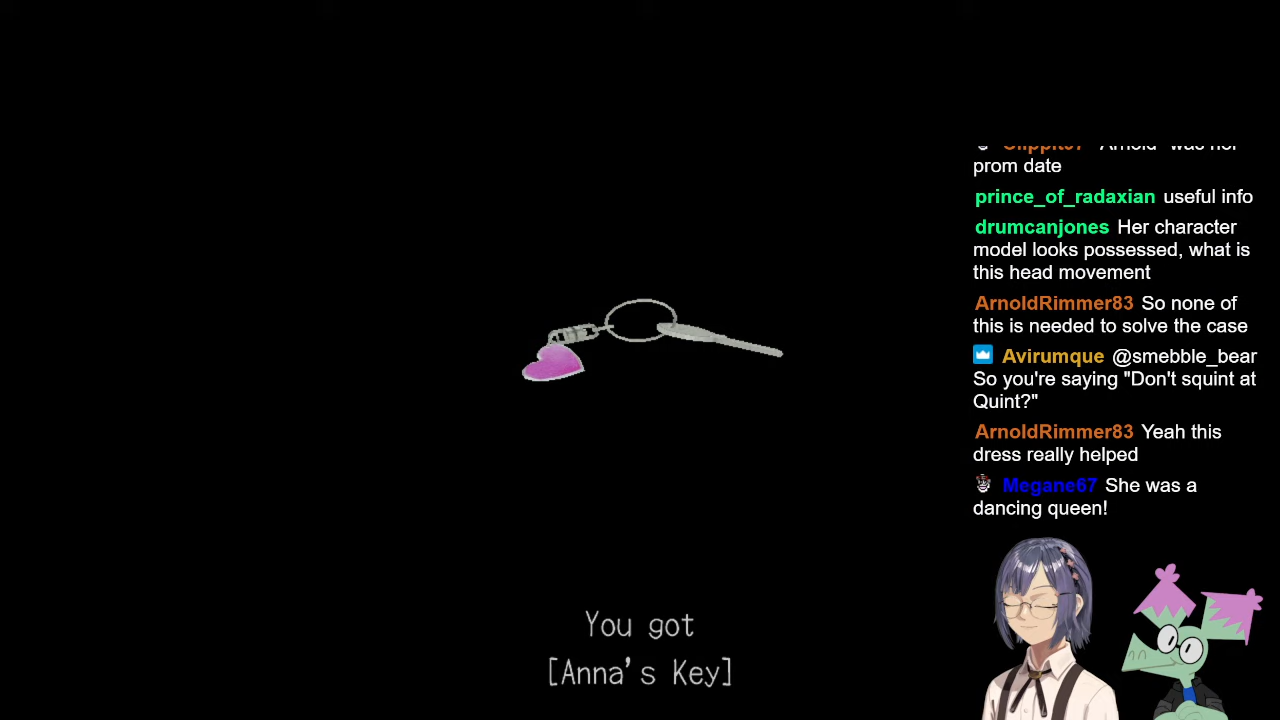 prom date
prince_of_radaxian useful info
drumcanjones Her character
model looks possessed, what is
this head movement
ArnoldRimmer83 So none of
this is needed to solve the case
Avirumque @smebble_bear
So you're saying "Don't squint at
Quint?"
ArnoldRimmer83 Yeah this
dress really helped
Megane67 She was a
dancing queen!
You got
[Anna's Key]